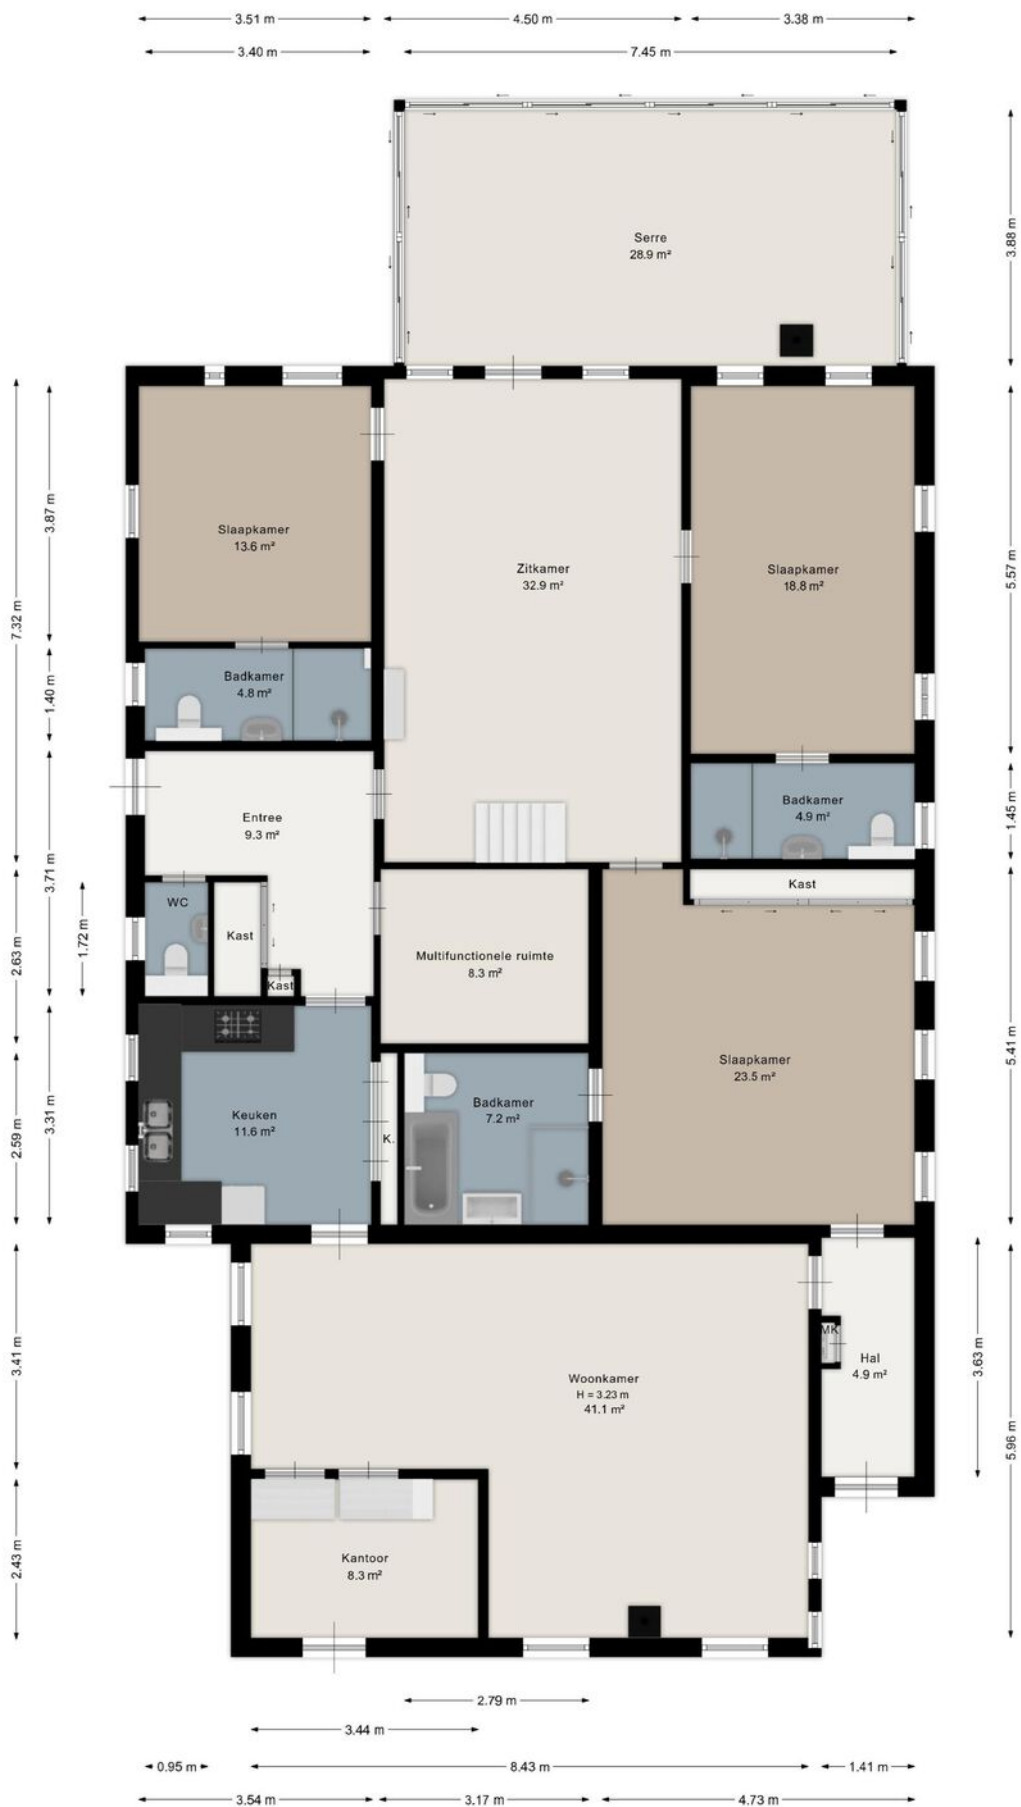 3.51 m
4.50 m
3.38 m
3.40 m
7.45 m
Serre
28.9 m²
3.88 m
7.32 m
3.87 m
Slaapkamer
13.6 m²
Zitkamer
32.9 m²
Slaapkamer
18.8 m²
5.57 m
1.40 m
Badkamer
4.8 m²
Badkamer
4.9 m²
1.45 m
Entree
9.3 m²
3.71 m
2.63 m
1.72 m
WC
Kast
Kast
Multifunctionele ruimte
8.3 m²
Kast
Slaapkamer
23.5 m²
5.41 m
2.59 m
3.31 m
Keuken
11.6 m²
K.
Badkamer
7.2 m²
3.41 m
Woonkamer
H = 3.23 m
41.1 m²
MK
Hal
4.9 m²
3.63 m
5.96 m
2.43 m
Kantoor
8.3 m²
2.79 m
3.44 m
0.95 m
8.43 m
1.41 m
3.54 m
3.17 m
4.73 m